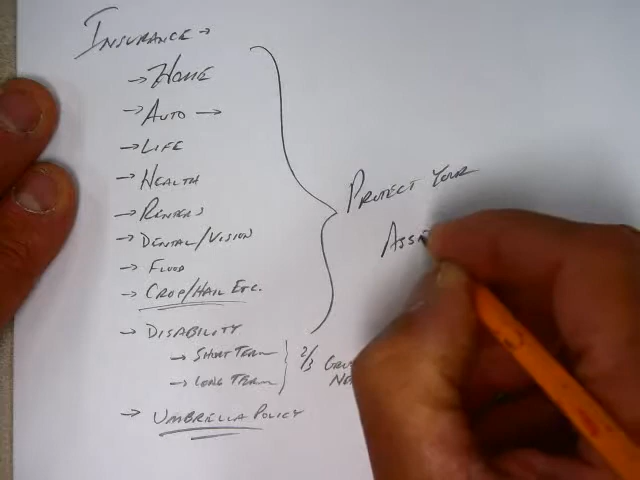 INSURANCE →
→ HOME
→ AUTO →
→ LIFE
→ HEALTH
→ RENTERS
→ DENTAL/VISION
→ FLOOD
→ CROP/HAIL ETC.
→ DISABILITY
→ SHORT TERM
→ LONG TERM
2/3
→ UMBRELLA POLICY
PROTECT YOUR
ASSE